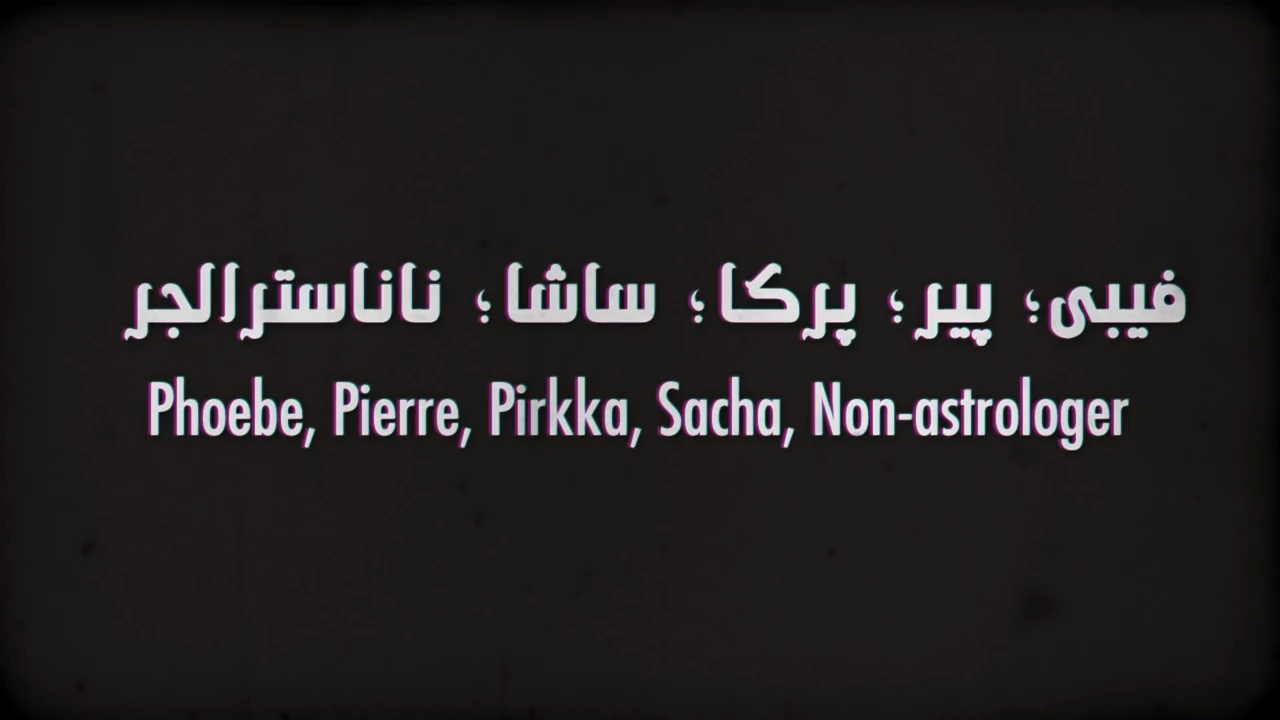 فیبی؛ پیر؛ پرکا؛ ساشا؛ ناناسترالجر
Phoebe, Pierre, Pirkka, Sacha, Non-astrologer